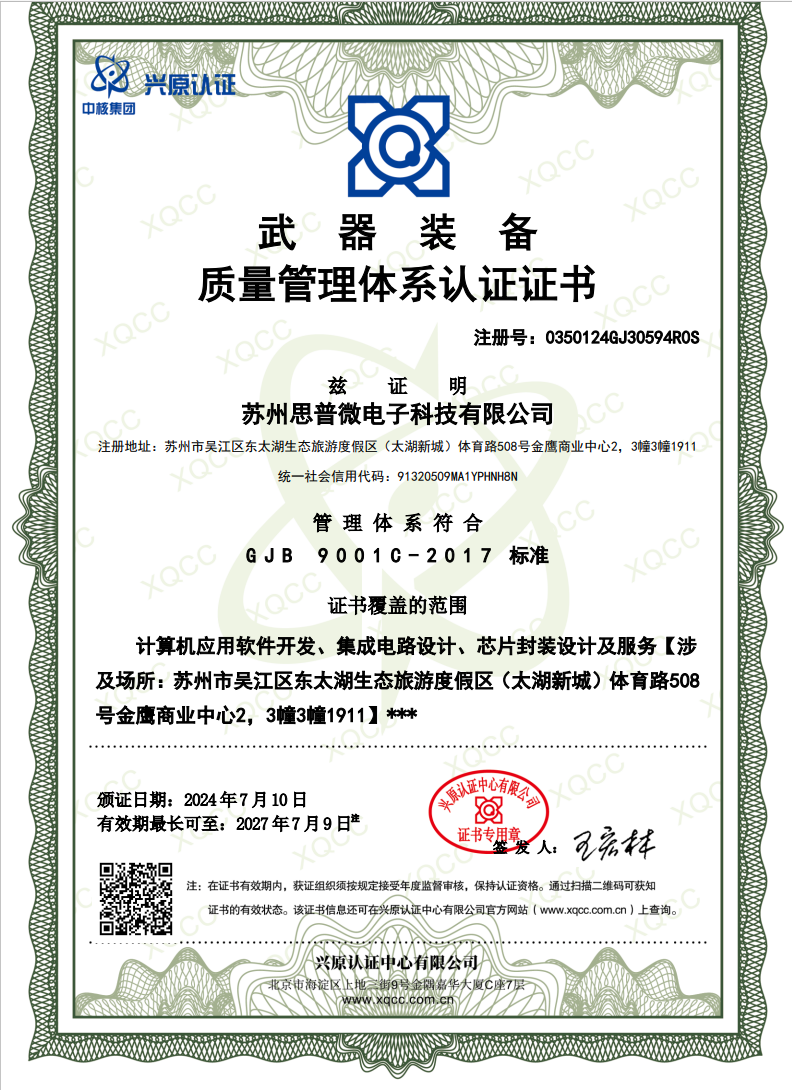 中核集团
兴原认证
武器装备
质量管理体系认证证书
注册号：0350124GJ30594R0S
兹证明
苏州思普微电子科技有限公司
注册地址：苏州市吴江区东太湖生态旅游度假区（太湖新城）体育路508号金鹰商业中心2，3幢3幢1911
统一社会信用代码：91320509MA1YPHNH8N
管理体系符合
GJB 9001C-2017 标准
证书覆盖的范围
计算机应用软件开发、集成电路设计、芯片封装设计及服务【涉
及场所：苏州市吴江区东太湖生态旅游度假区（太湖新城）体育路508
号金鹰商业中心2，3幢3幢1911】***
颁证日期：2024年7月10日
有效期最长可至：2027年7月9日注
兴原认证中心有限公司
证书专用章
签发人：王宏林
注：在证书有效期内，获证组织须按规定接受年度监督审核，保持认证资格。通过扫描二维码可获知
证书的有效状态。该证书信息还可在兴原认证中心有限公司官方网站（www.xqcc.com.cn）上查询。
兴原认证中心有限公司
北京市海淀区上地三街9号金隅嘉华大厦C座7层
www.xqcc.com.cn